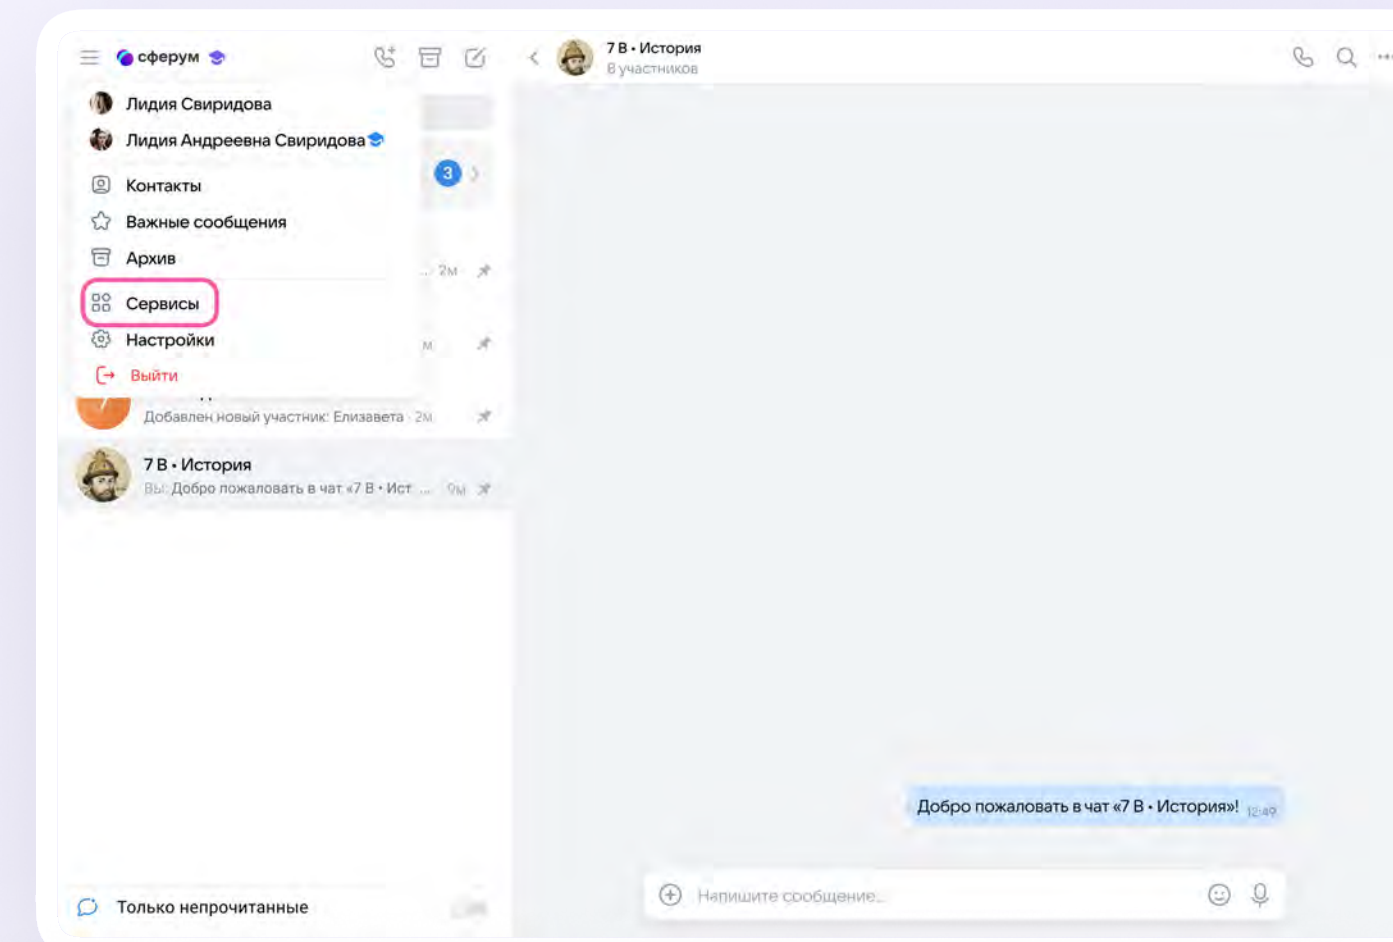 сферум
Лидия Свиридова
Лидия Андреевна Свиридова
Контакты
Важные сообщения
Архив
Сервисы
Настройки
Выйти
3
... 2м
м
Добавлен новый участник: Елизавета · 2м
7 В • История
Вы: Добро пожаловать в чат «7 В • Ист ... 9м
Только непрочитанные
7 В • История
8 участников
Добро пожаловать в чат «7 В • История»! 12:49
Напишите сообщение...